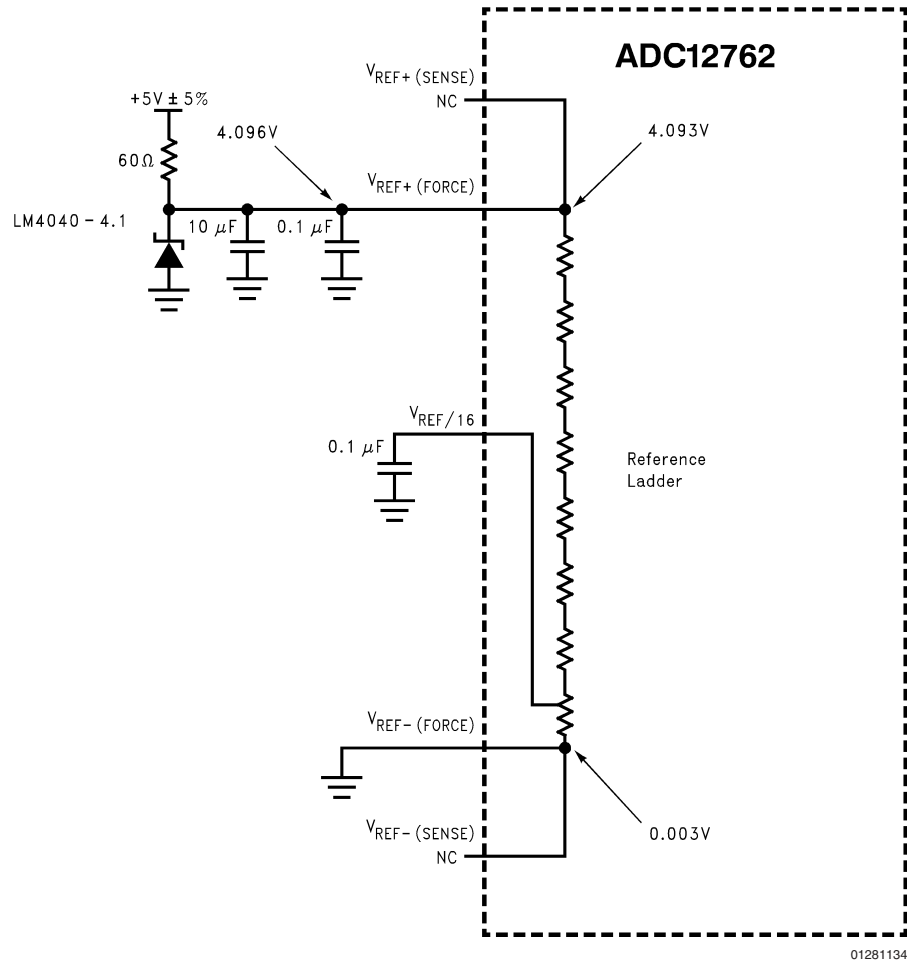 ADC12762
VREF+ (SENSE)
NC
+5V ± 5%
4.096V
4.093V
60Ω
VREF+ (FORCE)
LM4040 – 4.1
10 μF
0.1 μF
VREF/16
0.1 μF
Reference
Ladder
VREF− (FORCE)
0.003V
VREF− (SENSE)
NC
01281134